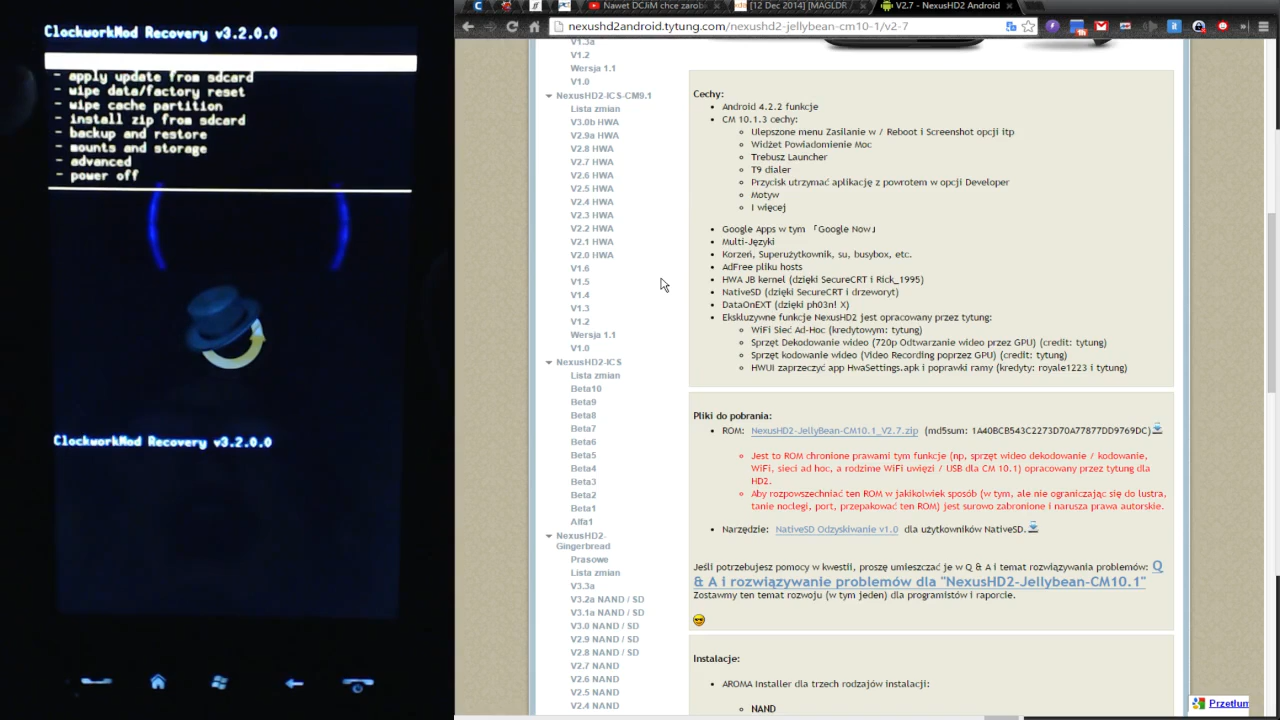 ClockworkMod Recovery v3.2.0.0
- apply update from sdcard
- wipe data/factory reset
- wipe cache partition
- install zip from sdcard
- backup and restore
- mounts and storage
- advanced
- power off
ClockworkMod Recovery v3.2.0.0
Nawet DCJiM chce zarob
[12 Dec 2014] [MAGLDR /
V2.7 - NexusHD2 Android
nexushd2android.tytung.com/nexushd2-jellybean-cm10-1/v2-7
V1.3a
V1.2
Wersja 1.1
V1.0
NexusHD2-ICS-CM9.1
Lista zmian
V3.0b HWA
V2.9a HWA
V2.8 HWA
V2.7 HWA
V2.6 HWA
V2.5 HWA
V2.4 HWA
V2.3 HWA
V2.2 HWA
V2.1 HWA
V2.0 HWA
V1.6
V1.5
V1.4
V1.3
V1.2
Wersja 1.1
V1.0
NexusHD2-ICS
Lista zmian
Beta10
Beta9
Beta8
Beta7
Beta6
Beta5
Beta4
Beta3
Beta2
Beta1
Alfa1
NexusHD2-
Gingerbread
Prasowe
Lista zmian
V3.3a
V3.2a NAND / SD
V3.1a NAND / SD
V3.0 NAND / SD
V2.9 NAND / SD
V2.8 NAND / SD
V2.7 NAND
V2.6 NAND
V2.5 NAND
V2.4 NAND
Cechy:
Android 4.2.2 funkcje
CM 10.1.3 cechy:
Ulepszone menu Zasilanie w / Reboot i Screenshot opcji itp
Widżet Powiadomienie Moc
Trebusz Launcher
T9 dialer
Przycisk utrzymać aplikację z powrotem w opcji Developer
Motyw
I więcej
Google Apps w tym 「Google Now」
Multi-Języki
Korzeń, Superużytkownik, su, busybox, etc.
AdFree pliku hosts
HWA JB kernel (dzięki SecureCRT i Rick_1995)
NativeSD (dzięki SecureCRT i drzeworyt)
DataOnEXT (dzięki ph03n! X)
Ekskluzywne funkcje NexusHD2 jest opracowany przez tytung:
WiFi Sieć Ad-Hoc (kredytowym: tytung)
Sprzęt Dekodowanie wideo (720p Odtwarzanie wideo przez GPU) (credit: tytung)
Sprzęt kodowanie wideo (Video Recording poprzez GPU) (credit: tytung)
HWUI zaprzeczyć app HwaSettings.apk i poprawki ramy (kredyty: royale1223 i tytung)
Pliki do pobrania:
ROM: NexusHD2-JellyBean-CM10.1_V2.7.zip (md5sum: 1A40BCB543C2273D70A77877DD9769DC)
Jest to ROM chronione prawami tym funkcje (np, sprzęt wideo dekodowanie / kodowanie,
WiFi, sieci ad hoc, a rodzime WiFi uwięzi / USB dla CM 10.1) opracowany przez tytung dla
HD2.
Aby rozpowszechniać ten ROM w jakikolwiek sposób (w tym, ale nie ograniczając się do lustra,
tanie noclegi, port, przepakować ten ROM) jest surowo zabronione i narusza prawa autorskie.
Narzędzie: NativeSD Odzyskiwanie v1.0 dla użytkowników NativeSD.
Jeśli potrzebujesz pomocy w kwestii, proszę umieszczać je w Q & A i temat rozwiązywania problemów: Q
& A i rozwiązywanie problemów dla "NexusHD2-Jellybean-CM10.1"
Zostawmy ten temat rozwoju (w tym jeden) dla programistów i raporcie.
Instalacje:
AROMA Installer dla trzech rodzajów instalacji:
NAND
Przetłum